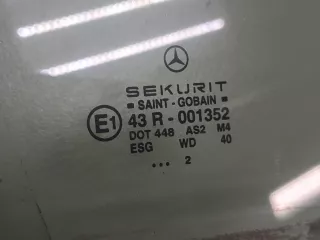 SEKURIT
▪ SAINT-GOBAIN ▪
E1 43 R-001352
DOT 448 AS2 M4
ESG WD 40
... 2